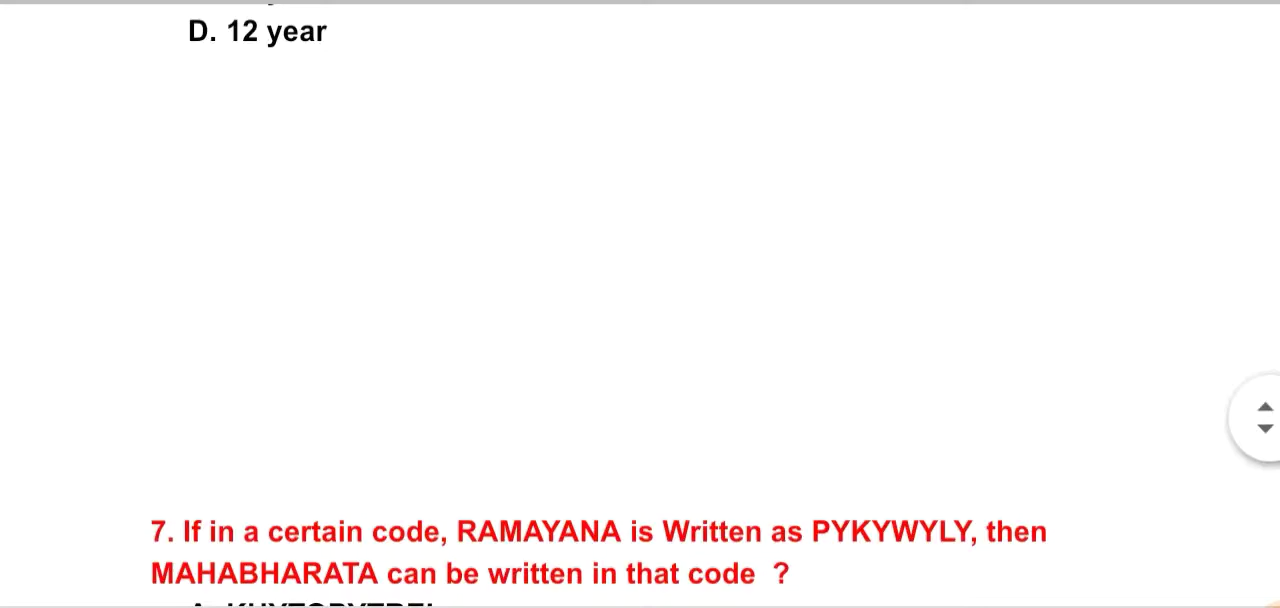 D. 12 year
7. If in a certain code, RAMAYANA is Written as PYKYWYLY, then
MAHABHARATA can be written in that code ?